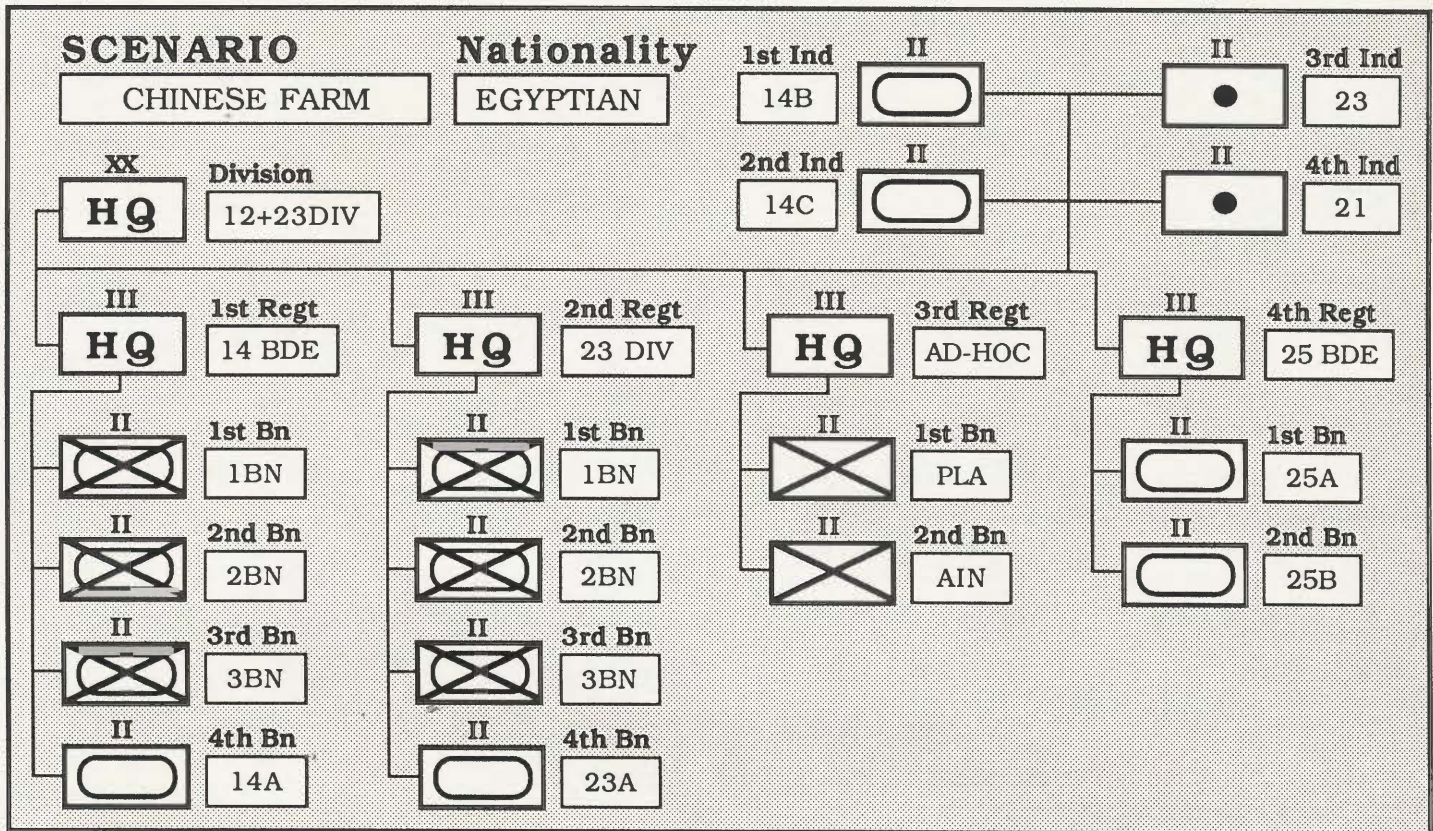 SCENARIO
CHINESE FARM
Nationality
EGYPTIAN
1st Ind
14B
II
II
3rd Ind
23
2nd Ind
14C
II
II
4th Ind
21
XX
HQ
Division
12+23DIV
III
HQ
1st Regt
14 BDE
II
1st Bn
1BN
II
2nd Bn
2BN
II
3rd Bn
3BN
II
4th Bn
14A
III
HQ
2nd Regt
23 DIV
II
1st Bn
1BN
II
2nd Bn
2BN
II
3rd Bn
3BN
II
4th Bn
23A
III
HQ
3rd Regt
AD-HOC
II
1st Bn
PLA
II
2nd Bn
AIN
III
HQ
4th Regt
25 BDE
II
1st Bn
25A
II
2nd Bn
25B